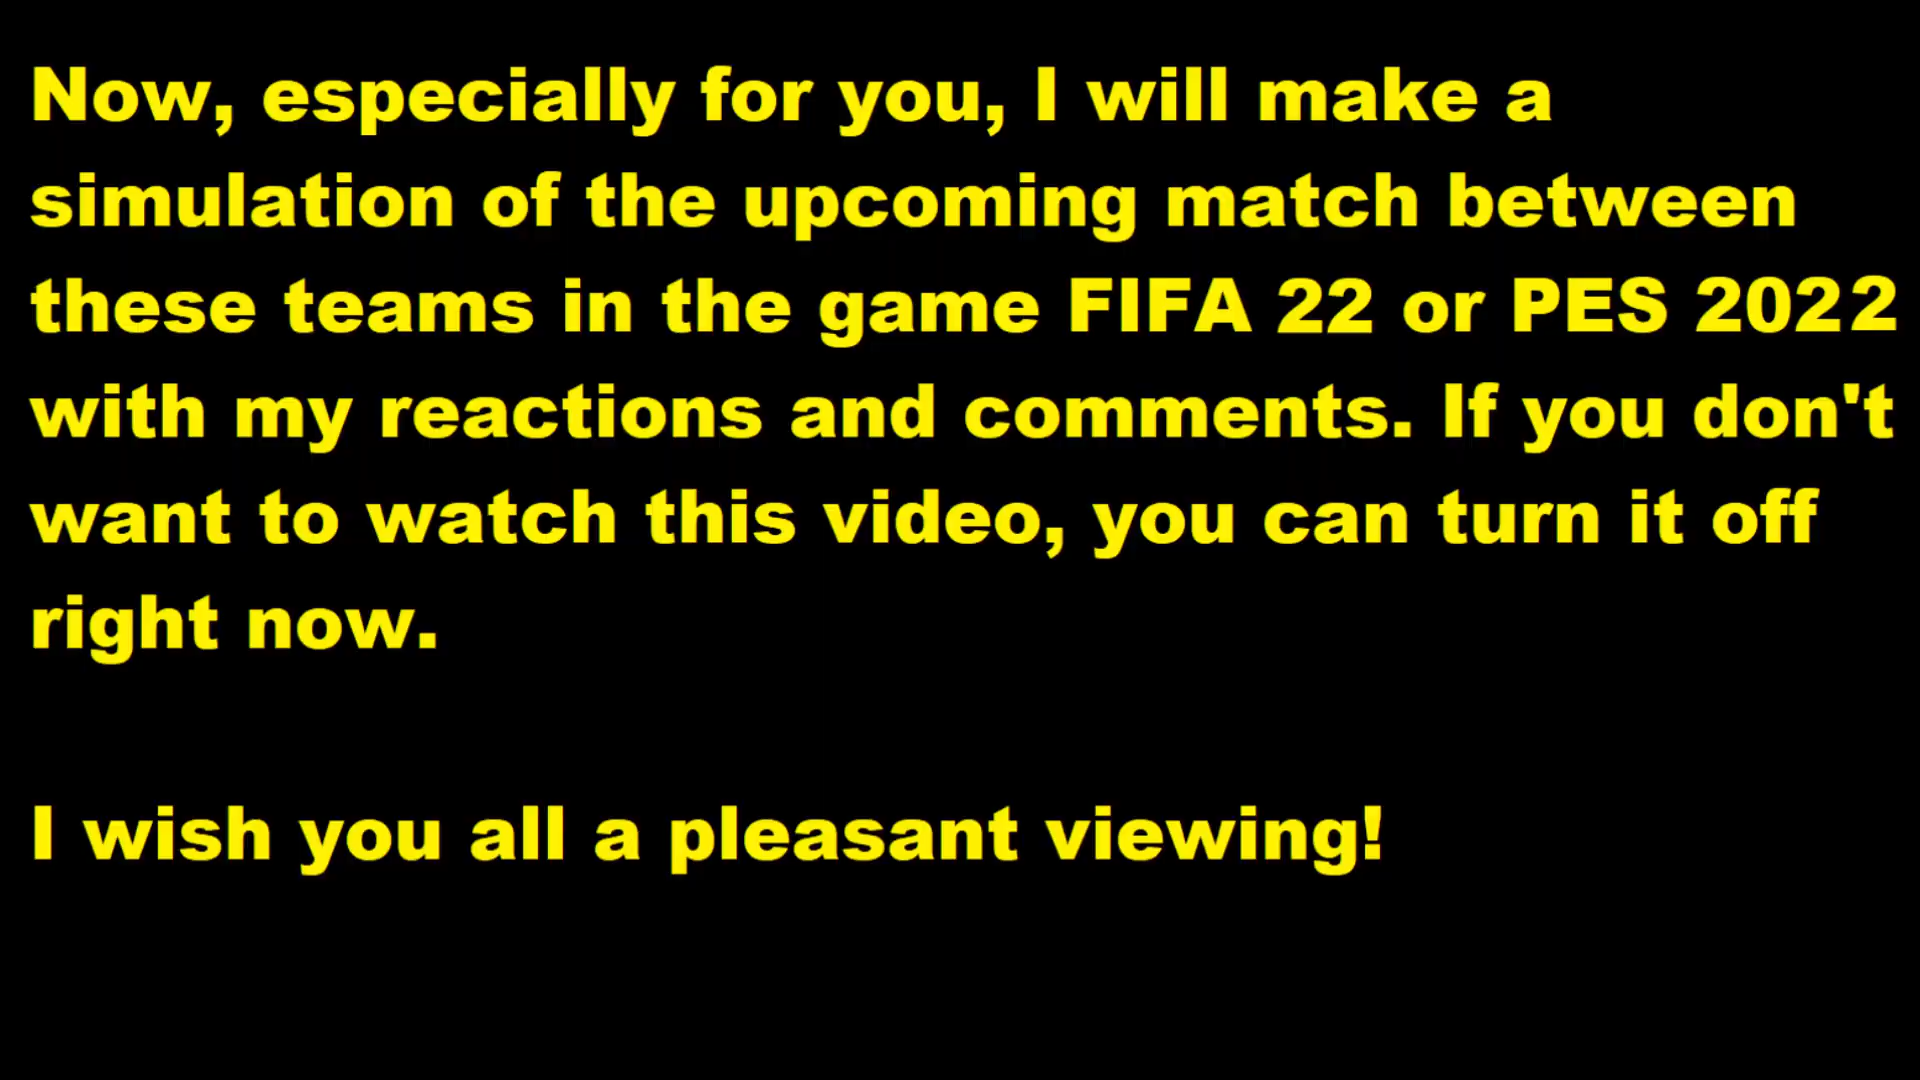 Now, especially for you, I will make a
simulation of the upcoming match between
these teams in the game FIFA 22 or PES 2022
with my reactions and comments. If you don't
want to watch this video, you can turn it off
right now.
I wish you all a pleasant viewing!